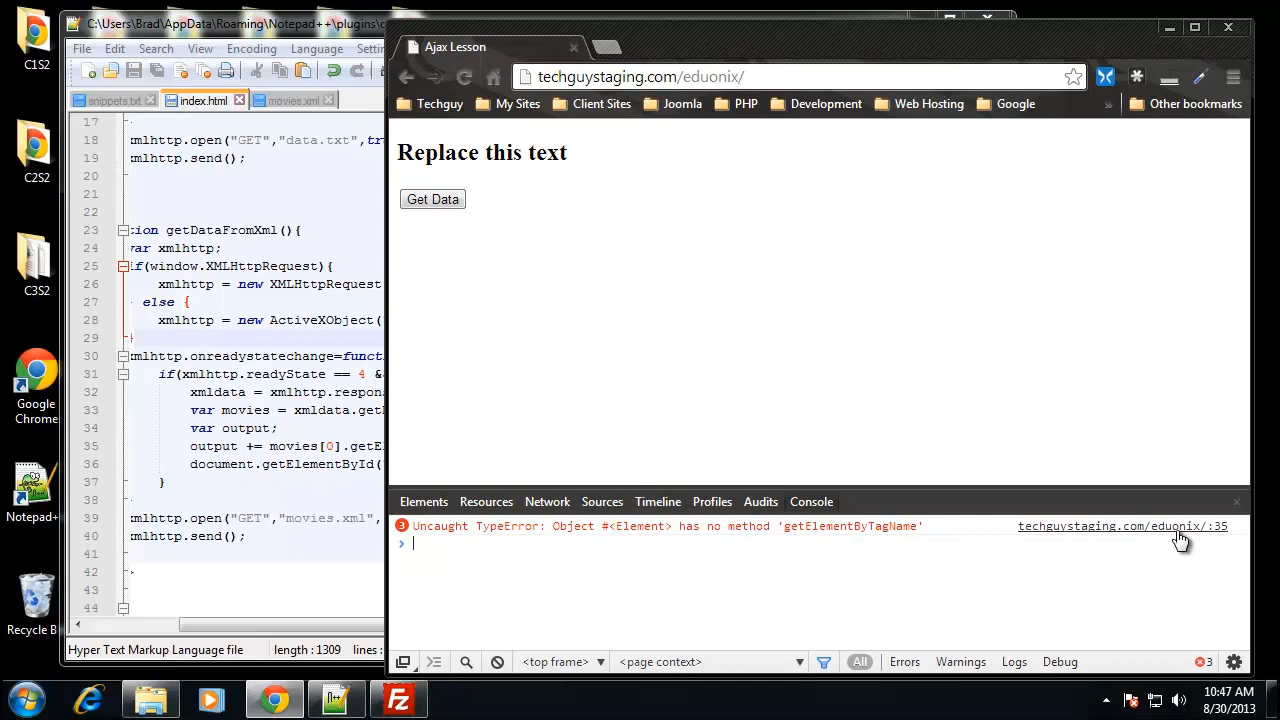 C1S2
C2S2
C3S2
Google
Chrome
Notepad+
Recycle B
C:\Users\Brad\AppData\Roaming\Notepad++\plugins\c
File Edit Search View Encoding Language Setti
snippets.txt index.html movies.xml
17
18 mlhttp.open("GET","data.txt",tr
19 mlhttp.send();
20
21
22
23 tion getDataFromXml(){
24 var xmlhttp;
25 if(window.XMLHttpRequest){
26 xmlhttp = new XMLHttpRequest
27 else {
28 xmlhttp = new ActiveXObject(
29 }
30 mlhttp.onreadystatechange=funct
31 if(xmlhttp.readyState == 4 &
32 xmldata = xmlhttp.respon
33 var movies = xmldata.getE
34 var output;
35 output += movies[0].getE
36 document.getElementById(
37 }
38
39 mlhttp.open("GET","movies.xml",
40 mlhttp.send();
41
42
43
44
Hyper Text Markup Language file length : 1309 lines :
Ajax Lesson
techguystaging.com/eduonix/
Techguy My Sites Client Sites Joomla PHP Development Web Hosting Google » Other bookmarks
Replace this text
Get Data
Elements Resources Network Sources Timeline Profiles Audits Console
3 Uncaught TypeError: Object #<Element> has no method 'getElementByTagName' techguystaging.com/eduonix/:35
>
<top frame> <page context> All Errors Warnings Logs Debug 3
10:47 AM
8/30/2013